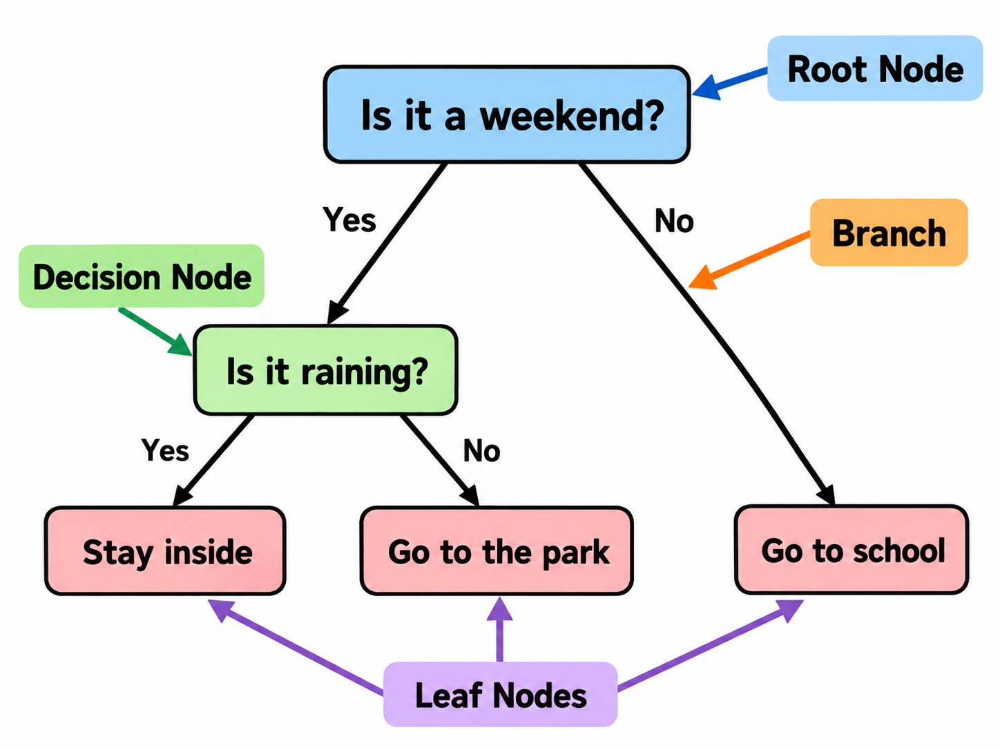 Root Node
Is it a weekend?
Yes
No
Branch
Decision Node
Is it raining?
Yes
No
Stay inside
Go to the park
Go to school
Leaf Nodes